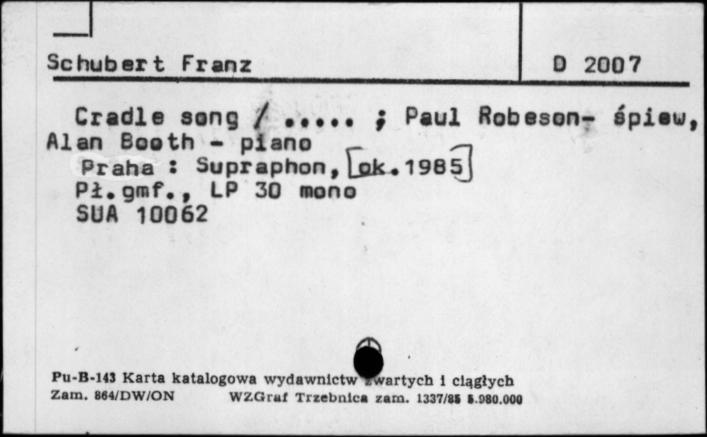 Schubert Franz D 2007
Cradle song / ..... ; Paul Robeson- śpiew,
Alan Booth - piano
Praha : Supraphon, [ok.1985]
Pł.gmf., LP 30 mono
SUA 10062
Pu-B-143 Karta katalogowa wydawnictw zwartych i ciągłych
Zam. 864/DW/ON WZGraf Trzebnica zam. 1337/85 5.980.000